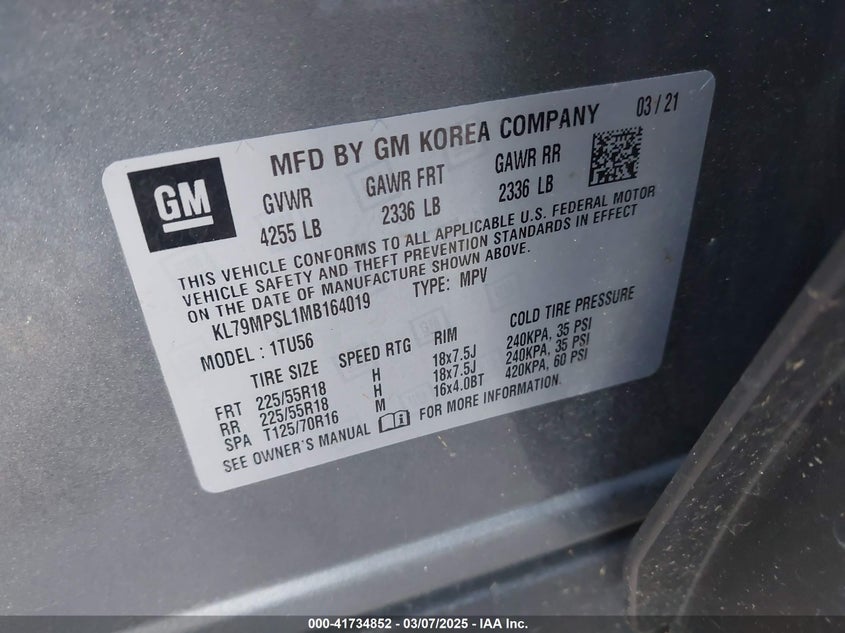 MFD BY GM KOREA COMPANY 03/21
GM
GVWR GAWR FRT GAWR RR
4255 LB 2336 LB 2336 LB
THIS VEHICLE CONFORMS TO ALL APPLICABLE U.S. FEDERAL MOTOR
VEHICLE SAFETY AND THEFT PREVENTION STANDARDS IN EFFECT
ON THE DATE OF MANUFACTURE SHOWN ABOVE.
KL79MPSL1MB164019 TYPE: MPV
MODEL: 1TU56
TIRE SIZE SPEED RTG RIM COLD TIRE PRESSURE
FRT 225/55R18 H 18x7.5J 240KPA, 35 PSI
RR 225/55R18 H 18x7.5J 240KPA, 35 PSI
SPA T125/70R16 M 16x4.0BT 420KPA, 60 PSI
SEE OWNER'S MANUAL FOR MORE INFORMATION.
000-41734852 - 03/07/2025 - IAA Inc.